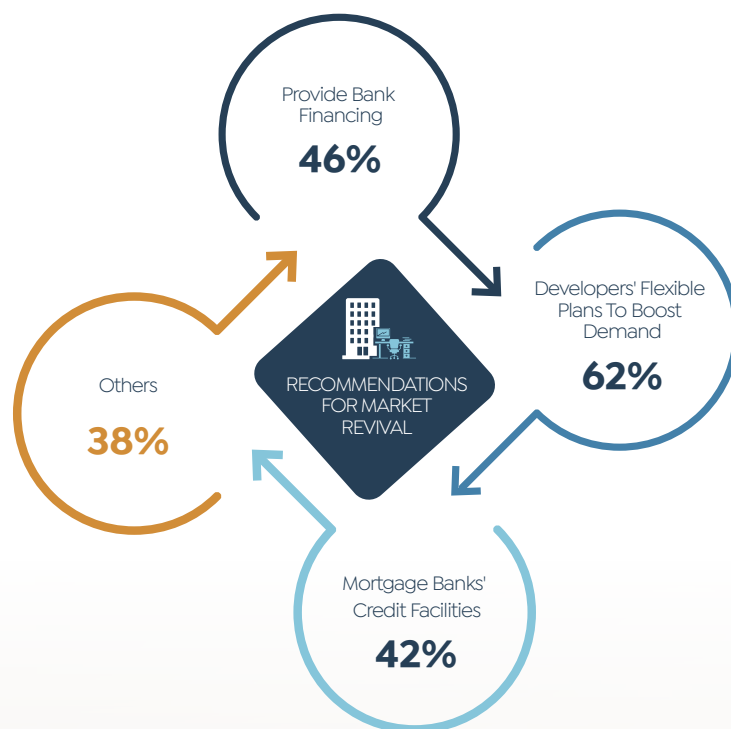 Provide Bank
Financing
46%
Developers' Flexible
Plans To Boost
Demand
62%
RECOMMENDATIONS
FOR MARKET
REVIVAL
Others
38%
Mortgage Banks'
Credit Facilities
42%